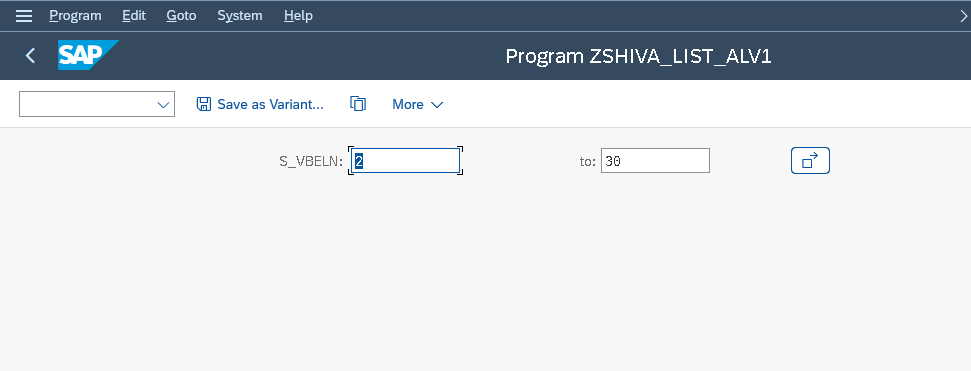 Program Edit Goto System Help
SAP Program ZSHIVA_LIST_ALV1
Save as Variant... More
S_VBELN: 2 to: 30